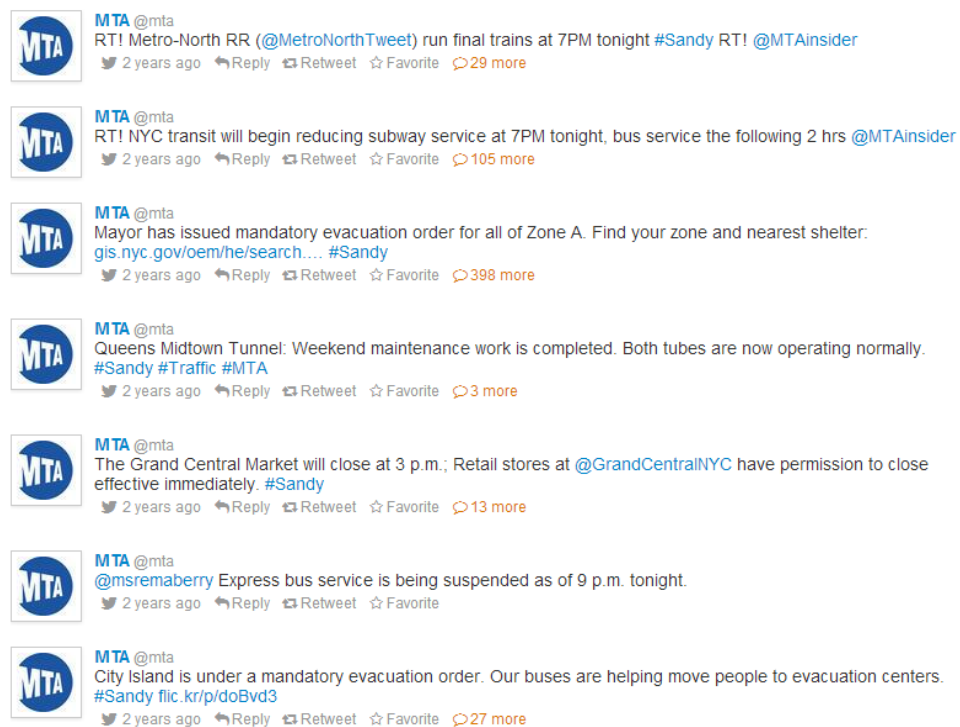 MTA
MTA @mta
RT! Metro-North RR (@MetroNorthTweet) run final trains at 7PM tonight #Sandy RT! @MTAinsider
2 years ago Reply Retweet Favorite 29 more
MTA
MTA @mta
RT! NYC transit will begin reducing subway service at 7PM tonight, bus service the following 2 hrs @MTAinsider
2 years ago Reply Retweet Favorite 105 more
MTA
MTA @mta
Mayor has issued mandatory evacuation order for all of Zone A. Find your zone and nearest shelter:
gis.nyc.gov/oem/he/search.… #Sandy
2 years ago Reply Retweet Favorite 398 more
MTA
MTA @mta
Queens Midtown Tunnel: Weekend maintenance work is completed. Both tubes are now operating normally.
#Sandy #Traffic #MTA
2 years ago Reply Retweet Favorite 3 more
MTA
MTA @mta
The Grand Central Market will close at 3 p.m.; Retail stores at @GrandCentralNYC have permission to close
effective immediately. #Sandy
2 years ago Reply Retweet Favorite 13 more
MTA
MTA @mta
@msremaberry Express bus service is being suspended as of 9 p.m. tonight.
2 years ago Reply Retweet Favorite
MTA
MTA @mta
City Island is under a mandatory evacuation order. Our buses are helping move people to evacuation centers.
#Sandy flic.kr/p/doBvd3
2 years ago Reply Retweet Favorite 27 more